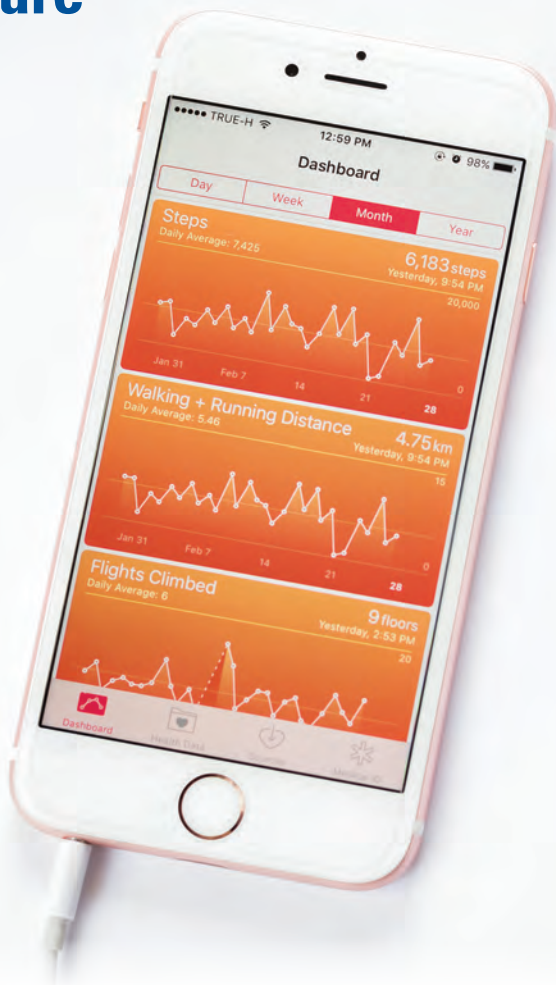 ure
TRUE-H 12:59 PM 98%
Dashboard
Day Week Month Year
Steps 6,183 steps
Daily Average: 7,425 Yesterday, 9:54 PM
20,000
0
Jan 31 Feb 7 14 21 28
Walking + Running Distance 4.75 km
Daily Average: 5.46 Yesterday, 9:54 PM
15
0
Jan 31 Feb 7 14 21 28
Flights Climbed 9 floors
Daily Average: 6 Yesterday, 2:53 PM
20
Dashboard Health Data Sources Medical ID